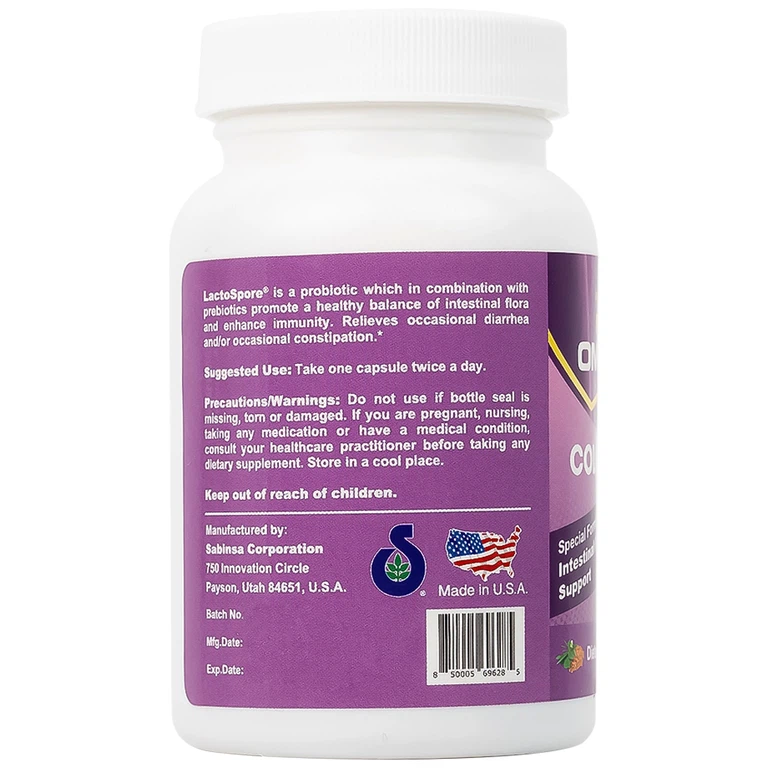 LactoSpore® is a probiotic which in combination with
prebiotics promote a healthy balance of intestinal flora
and enhance immunity. Relieves occasional diarrhea
and/or occasional constipation.*
Suggested Use: Take one capsule twice a day.
Precautions/Warnings: Do not use if bottle seal is
missing, torn or damaged. If you are pregnant, nursing,
taking any medication or have a medical condition,
consult your healthcare practitioner before taking any
dietary supplement. Store in a cool place.
Keep out of reach of children.
Manufactured by:
Sabinsa Corporation
750 Innovation Circle
Payson, Utah 84651, U.S.A.
Batch No.
Mfg.Date:
Exp.Date:
®
Made in U.S.A.
8 50005 69628 5
Special
Support